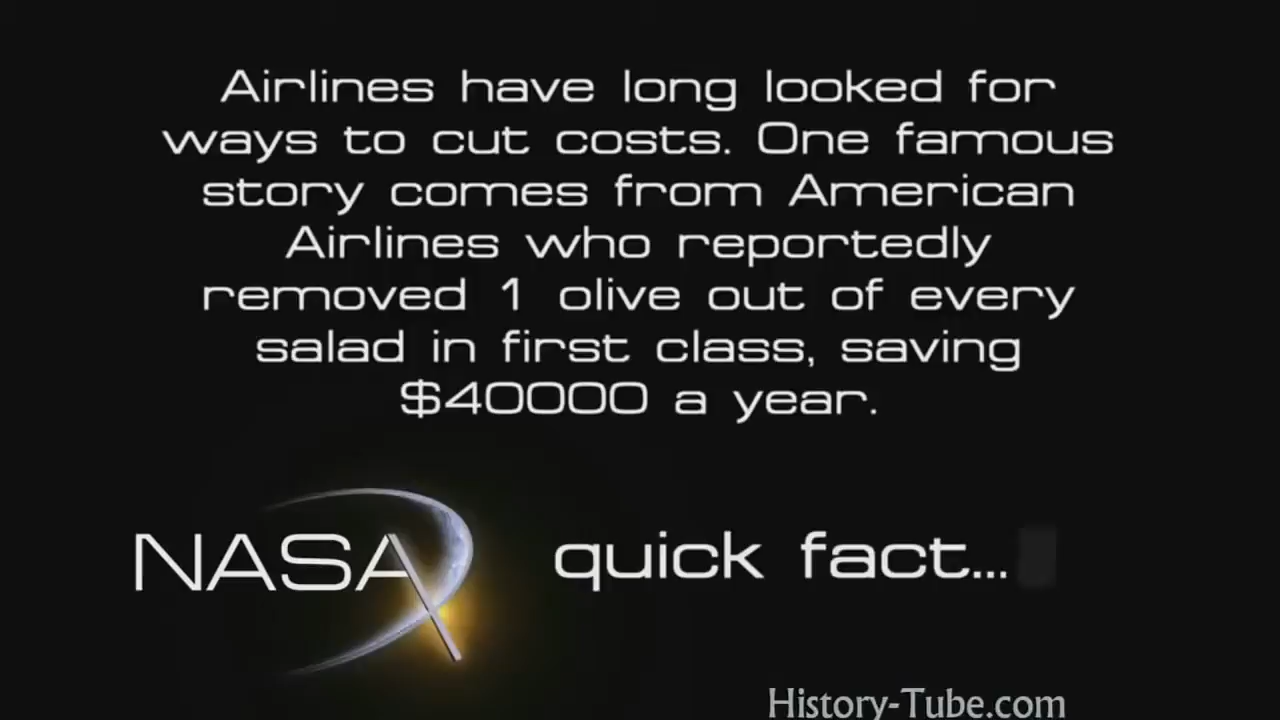 Airlines have long looked for
ways to cut costs. One famous
story comes from American
Airlines who reportedly
removed 1 olive out of every
salad in first class, saving
$40000 a year.
NASA quick fact...
History-Tube.com